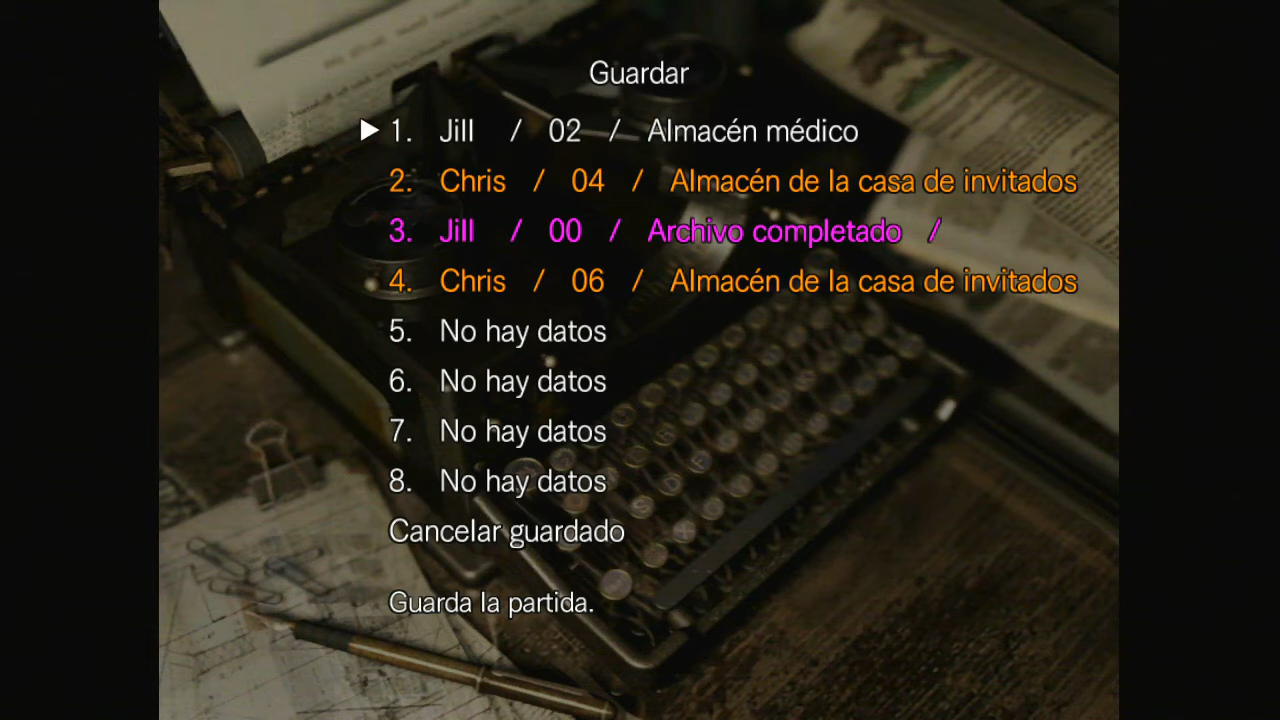 Guardar
1. Jill / 02 / Almacén médico
2. Chris / 04 / Almacén de la casa de invitados
3. Jill / 00 / Archivo completado /
4. Chris / 06 / Almacén de la casa de invitados
5. No hay datos
6. No hay datos
7. No hay datos
8. No hay datos
Cancelar guardado
Guarda la partida.